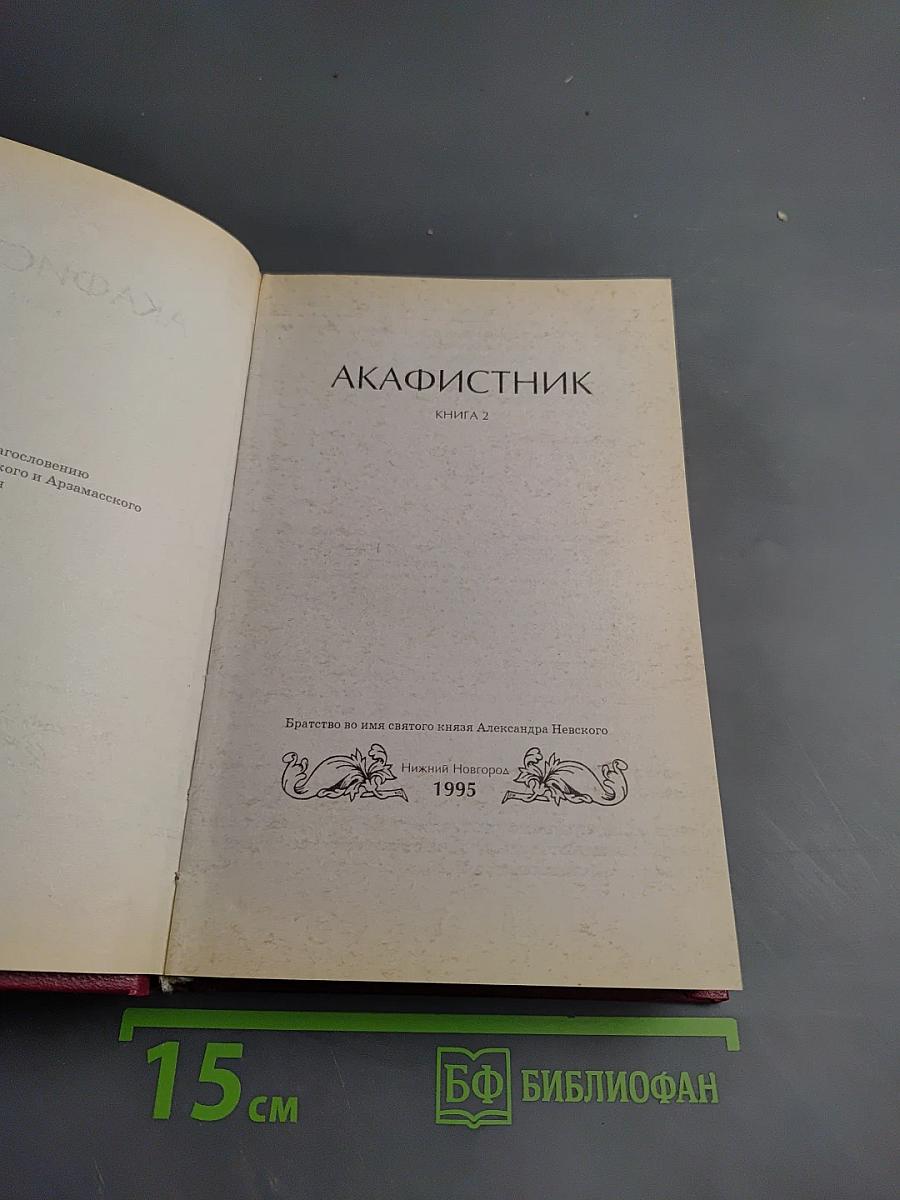 агословению
кого и Арзамасского
АКАФИСТНИК
КНИГА 2
Братство во имя святого князя Александра Невского
Нижний Новгород
1995
15 см
БФ БИБЛИОФАН